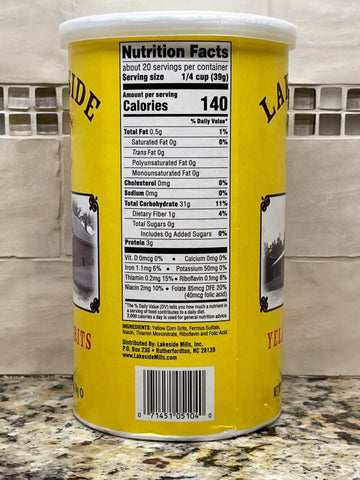 Nutrition Facts
about 20 servings per container
Serving size 1/4 cup (39g)
Amount per serving
Calories 140
% Daily Value*
Total Fat 0.5g 1%
Saturated Fat 0g 0%
Trans Fat 0g
Polyunsaturated Fat 0g
Monounsaturated Fat 0g
Cholesterol 0mg 0%
Sodium 0mg 0%
Total Carbohydrate 31g 11%
Dietary Fiber 1g 4%
Total Sugars 0g
Includes 0g Added Sugars 0%
Protein 3g
Vit. D 0mcg 0% • Calcium 0mg 0%
Iron 1.1mg 6% • Potassium 50mg 0%
Thiamin 0.2mg 15% • Riboflavin 0.1mg 8%
Niacin 2mg 10% • Folate 85mcg DFE 20%
(40mcg folic acid)
*The % Daily Value (DV) tells you how much a nutrient in
a serving of food contributes to a daily diet.
2,000 calories a day is used for general nutrition advice
INGREDIENTS: Yellow Corn Grits, Ferrous Sulfate,
Niacin, Thiamin Mononitrate, Riboflavin and Folic Acid.
Distributed By: Lakeside Mills, Inc.
P.O. Box 230 • Rutherfordton, NC 28139
LakesideMills.com
0 71451 05104 0
SIDE
ITS
LA
YE